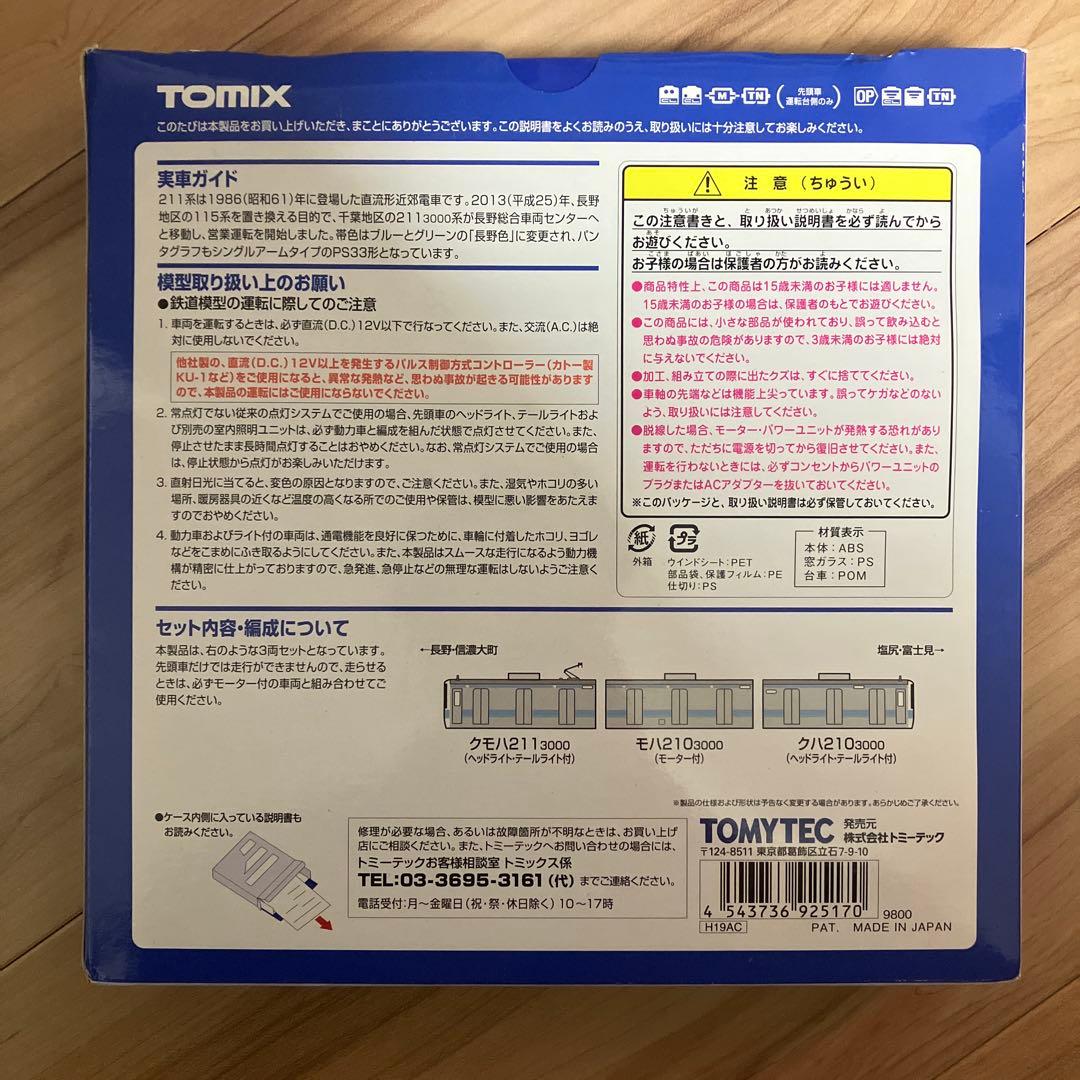 TOMIX
M TN (先頭車運転台側のみ) OP TN
このたびは本製品をお買い上げいただき、まことにありがとうございます。この説明書をよくお読みのうえ、取り扱いには十分注意してお楽しみください。
実車ガイド
211系は1986(昭和61)年に登場した直流形近郊電車です。2013(平成25)年、長野
地区の115系を置き換える目的で、千葉地区の2113000系が長野総合車両センターへ
と移動し、営業運転を開始しました。帯色はブルーとグリーンの「長野色」に変更され、パン
タグラフもシングルアームタイプのPS33形となっています。
模型取り扱い上のお願い
●鉄道模型の運転に際してのご注意
1. 車両を運転するときは、必ず直流(D.C.)12V以下で行なってください。また、交流(A.C.)は絶
対に使用しないでください。
他社製の、直流(D.C.)12V以上を発生するパルス制御方式コントローラー(カトー製
KU-1など)をご使用になると、異常な発熱など、思わぬ事故が起きる可能性があります
ので、本製品の運転にはご使用にならないでください。
2. 常点灯でない従来の点灯システムでご使用の場合、先頭車のヘッドライト、テールライトおよ
び別売の室内照明ユニットは、必ず動力車と編成を組んだ状態で点灯させてください。また、
停止させたまま長時間点灯することはおやめください。なお、常点灯システムでご使用の場合
は、停止状態から点灯がお楽しみいただけます。
3. 直射日光に当てると、変色の原因となりますので、ご注意ください。また、湿気やホコリの多い
場所、暖房器具の近くなど温度の高くなる所でのご使用や保管は、模型に悪い影響をあたえま
すのでおやめください。
4. 動力車およびライト付の車両は、通電機能を良好に保つために、車輪に付着したホコリ、ヨゴレ
などをこまめにふき取るようにしてください。また、本製品はスムースな走行になるよう動力機
構が精密に仕上がっておりますので、急発進、急停止などの無理な運転はしないようご注意くだ
さい。
注 意 (ちゅうい)
この注意書きと、取り扱い説明書を必ず読んでから
お遊びください。
お子様の場合は保護者の方がお読みください。
●商品特性上、この商品は15歳未満のお子様には適しません。
15歳未満のお子様の場合は、保護者のもとでお遊びください。
●この商品には、小さな部品が使われており、誤って飲み込むと
思わぬ事故の危険がありますので、3歳未満のお子様には絶対
に与えないでください。
●加工、組み立ての際に出たクズは、すぐに捨ててください。
●車軸の先端などは機能上尖っています。誤ってケガなどのない
よう、取り扱いには注意してください。
●脱線した場合、モーター・パワーユニットが発熱する恐れがあり
ますので、ただちに電源を切ってから復旧させてください。また、
運転を行わないときには、必ずコンセントからパワーユニットの
プラグまたはACアダプターを抜いておいてください。
※このパッケージと、取り扱い説明書は必ず保管しておいてください。
紙 プラ
外箱
ウインドシート:PET
部品袋、保護フィルム:PE
仕切り:PS
材質表示
本体:ABS
窓ガラス:PS
台車:POM
セット内容・編成について
本製品は、右のような3両セットとなっています。
先頭車だけでは走行ができませんので、走らせる
ときは、必ずモーター付の車両と組み合わせてご
使用ください。
←長野・信濃大町
塩尻・富士見→
クモハ2113000
(ヘッドライト・テールライト付)
モハ2103000
(モーター付)
クハ2103000
(ヘッドライト・テールライト付)
※製品の仕様および形状は予告なく変更する場合があります。あらかじめご了承ください。
●ケース内側に入っている説明書も
お読みください。
修理が必要な場合、あるいは故障箇所が不明なときは、お買い上げ
店にご相談ください。また、トミーテックへお問い合わせの場合には、
トミーテックお客様相談室 トミックス係
TEL:03-3695-3161(代)までご連絡ください。
電話受付:月〜金曜日(祝・祭・休日除く) 10〜17時
TOMYTEC 発売元 株式会社トミーテック
〒124-8511 東京都葛飾区立石7-9-10
4 543736 925170
9800
H19AC
PAT. MADE IN JAPAN